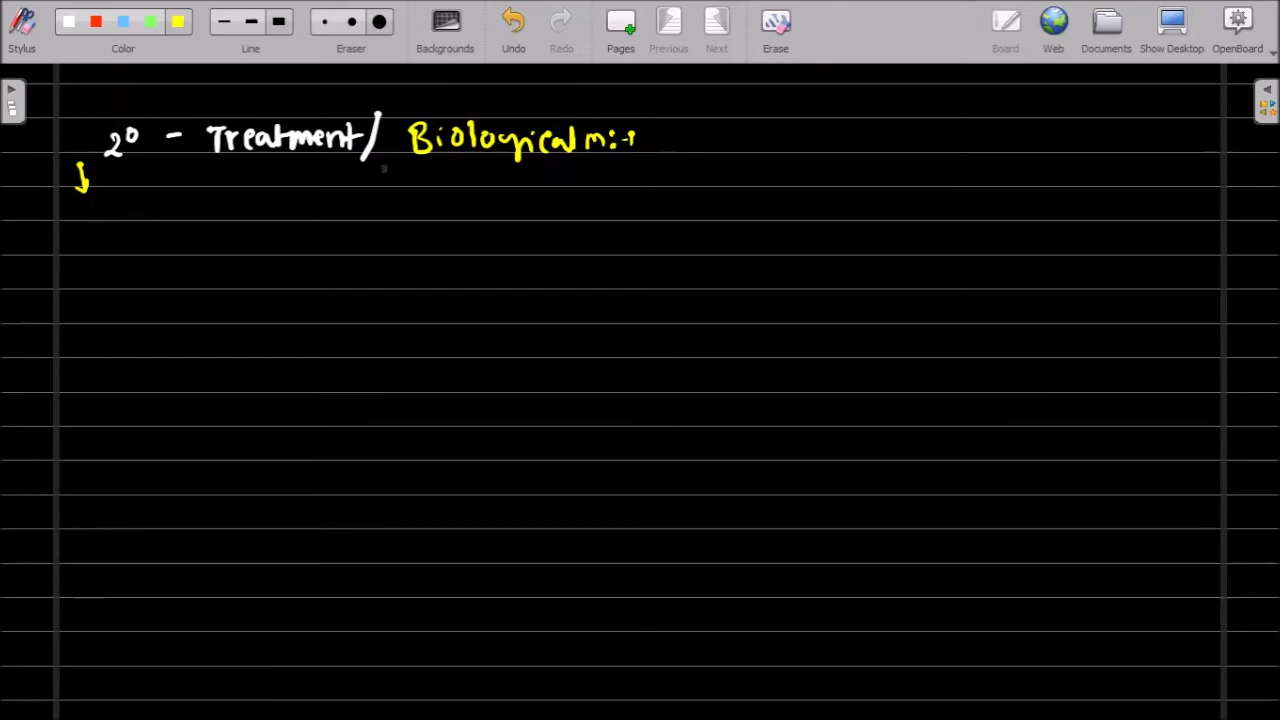 Stylus
Color
Line
Eraser
Backgrounds
Undo
Redo
Pages
Previous
Next
Erase
Board
Web
Documents
Show Desktop
OpenBoard
2° - Treatment/ Biological m:→
↓